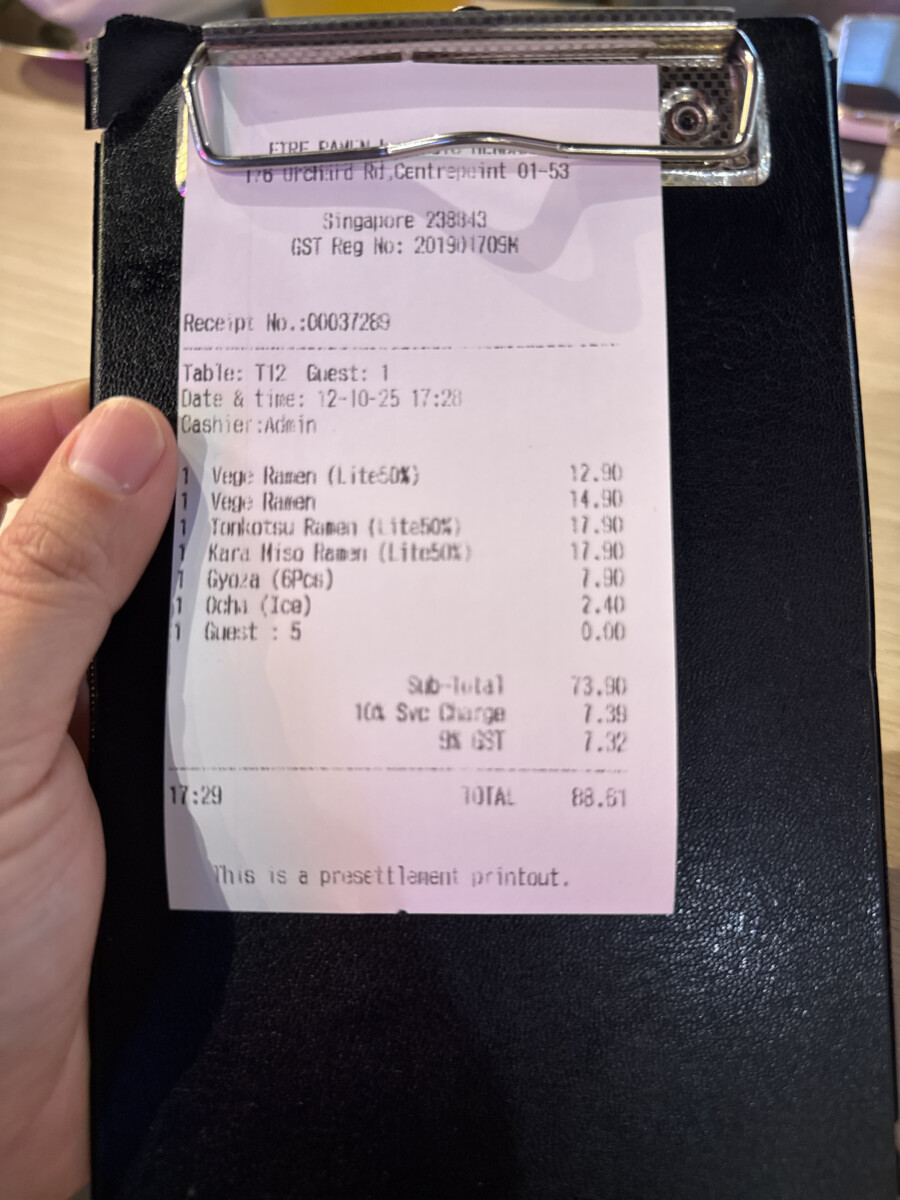 FIRE RAMEN
176 Orchard Rd,Centrepoint 01-53
Singapore 238843
GST Reg No: 201901709K
Receipt No.:00037289
Table: T12 Guest: 1
Date & time: 12-10-25 17:28
Cashier:Admin
1 Vege Ramen (Lite50%) 12.90
1 Vege Ramen 14.90
1 Tonkotsu Ramen (Lite50%) 17.90
1 Kara Miso Ramen (Lite50%) 17.90
1 Gyoza (6Pcs) 7.90
1 Ocha (Ice) 2.40
1 Guest : 5 0.00
Sub-Total 73.90
10% Svc Charge 7.39
9% GST 7.32
17:29 TOTAL 88.61
This is a presettlement printout.